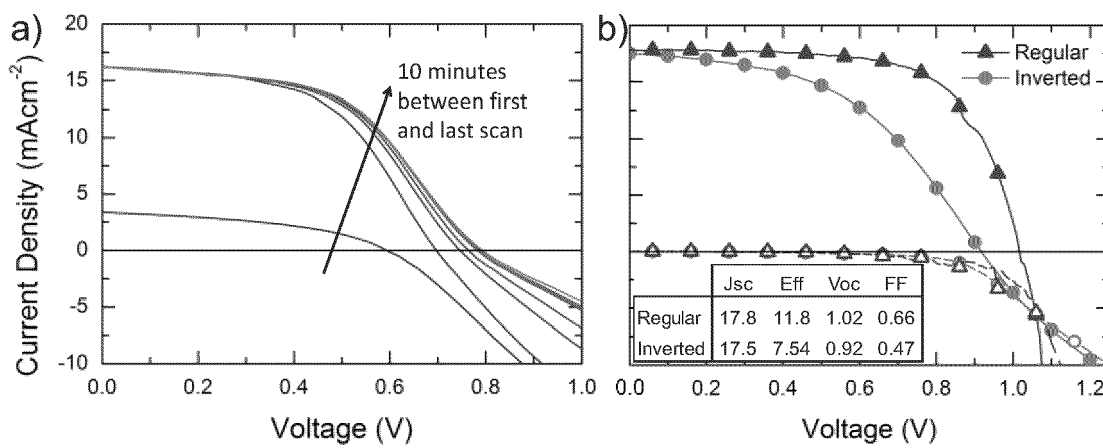 a)
20
15
10
5
0
-5
-10
0.0 0.2 0.4 0.6 0.8 1.0
Voltage (V)
Current Density (mAcm-2)
10 minutes
between first
and last scan
b)
Regular
Inverted
Jsc Eff Voc FF
Regular 17.8 11.8 1.02 0.66
Inverted 17.5 7.54 0.92 0.47
0.0 0.2 0.4 0.6 0.8 1.0 1.2
Voltage (V)